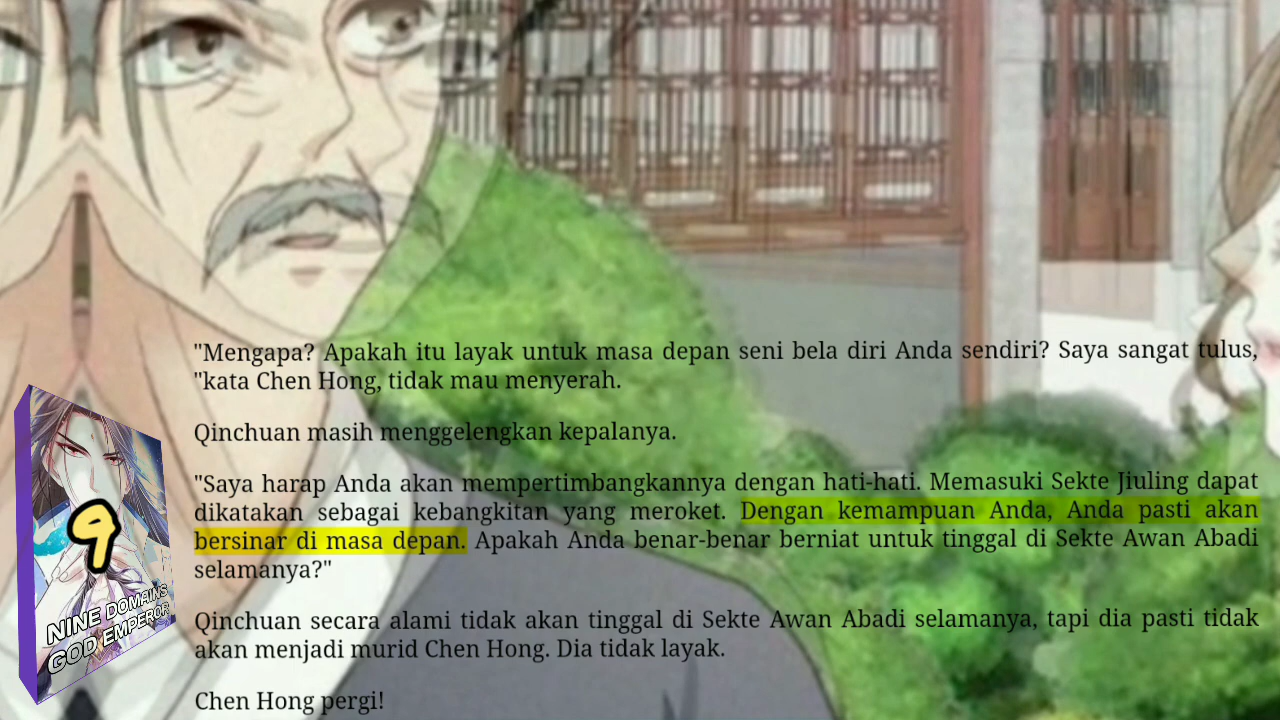 "Mengapa? Apakah itu layak untuk masa depan seni bela diri Anda sendiri? Saya sangat tulus,
"kata Chen Hong, tidak mau menyerah.
Qinchuan masih menggelengkan kepalanya.
"Saya harap Anda akan mempertimbangkannya dengan hati-hati. Memasuki Sekte Jiuling dapat
dikatakan sebagai kebangkitan yang meroket. Dengan kemampuan Anda, Anda pasti akan
bersinar di masa depan. Apakah Anda benar-benar berniat untuk tinggal di Sekte Awan Abadi
selamanya?"
Qinchuan secara alami tidak akan tinggal di Sekte Awan Abadi selamanya, tapi dia pasti tidak
akan menjadi murid Chen Hong. Dia tidak layak.
Chen Hong pergi!
9
NINE DOMAINS
GOD EMPEROR